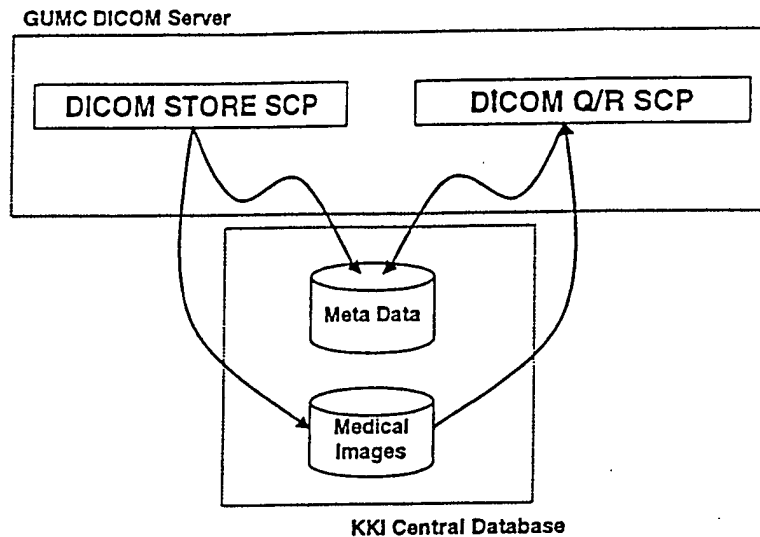 GUMC DICOM Server
DICOM STORE SCP
DICOM Q/R SCP
Meta Data
Medical
Images
KKI Central Database